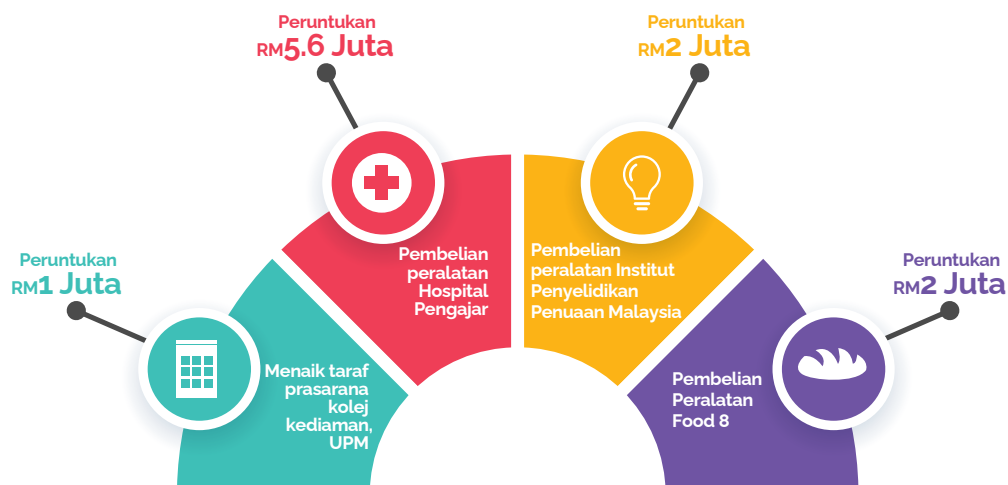 Peruntukan
RM1 Juta
Menaik taraf
prasarana
kolej
kediaman,
UPM
Peruntukan
RM5.6 Juta
Pembelian
peralatan
Hospital
Pengajar
Peruntukan
RM2 Juta
Pembelian
peralatan Institut
Penyelidikan
Penuaan Malaysia
Peruntukan
RM2 Juta
Pembelian
Peralatan
Food 8